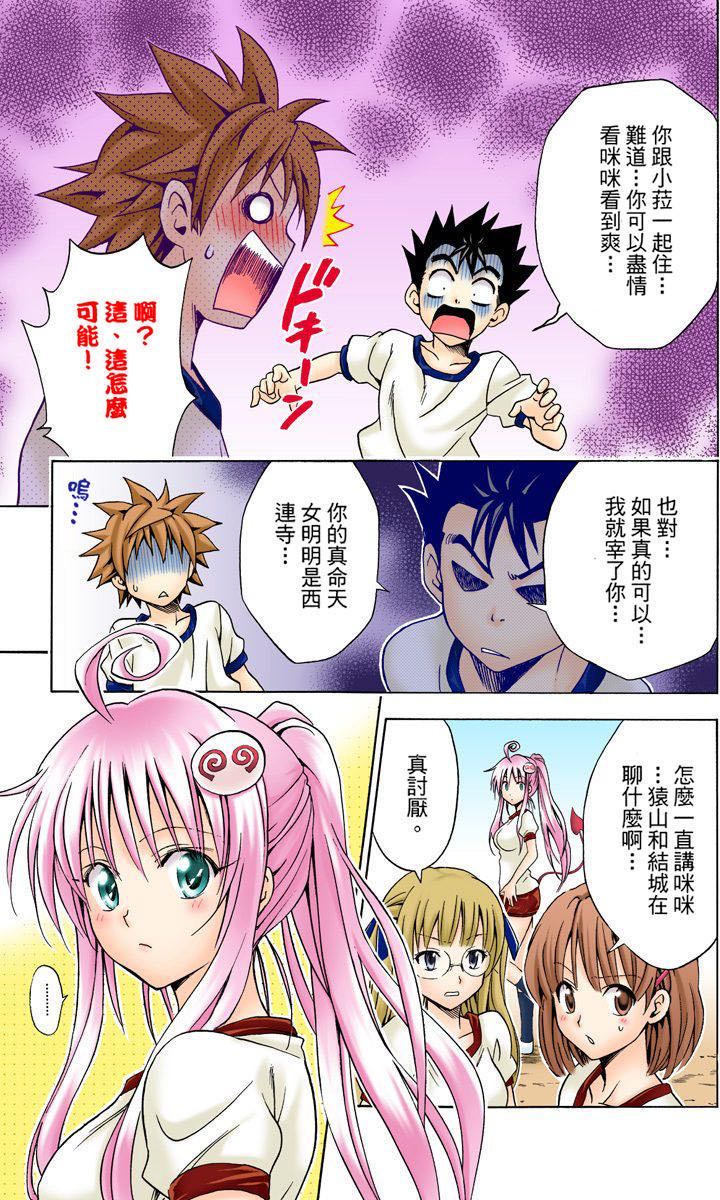 你跟小菈一起住…
難道…你可以盡情
看咪咪看到爽…
ドキーン
啊？
這、這怎麼
可能！
也對…
如果真的可以…
我就宰了你…
你的真命天
女明明是西
連寺…
嗚…
怎麼一直講咪咪
…猿山和結城在
聊什麼啊…
真討厭。
………